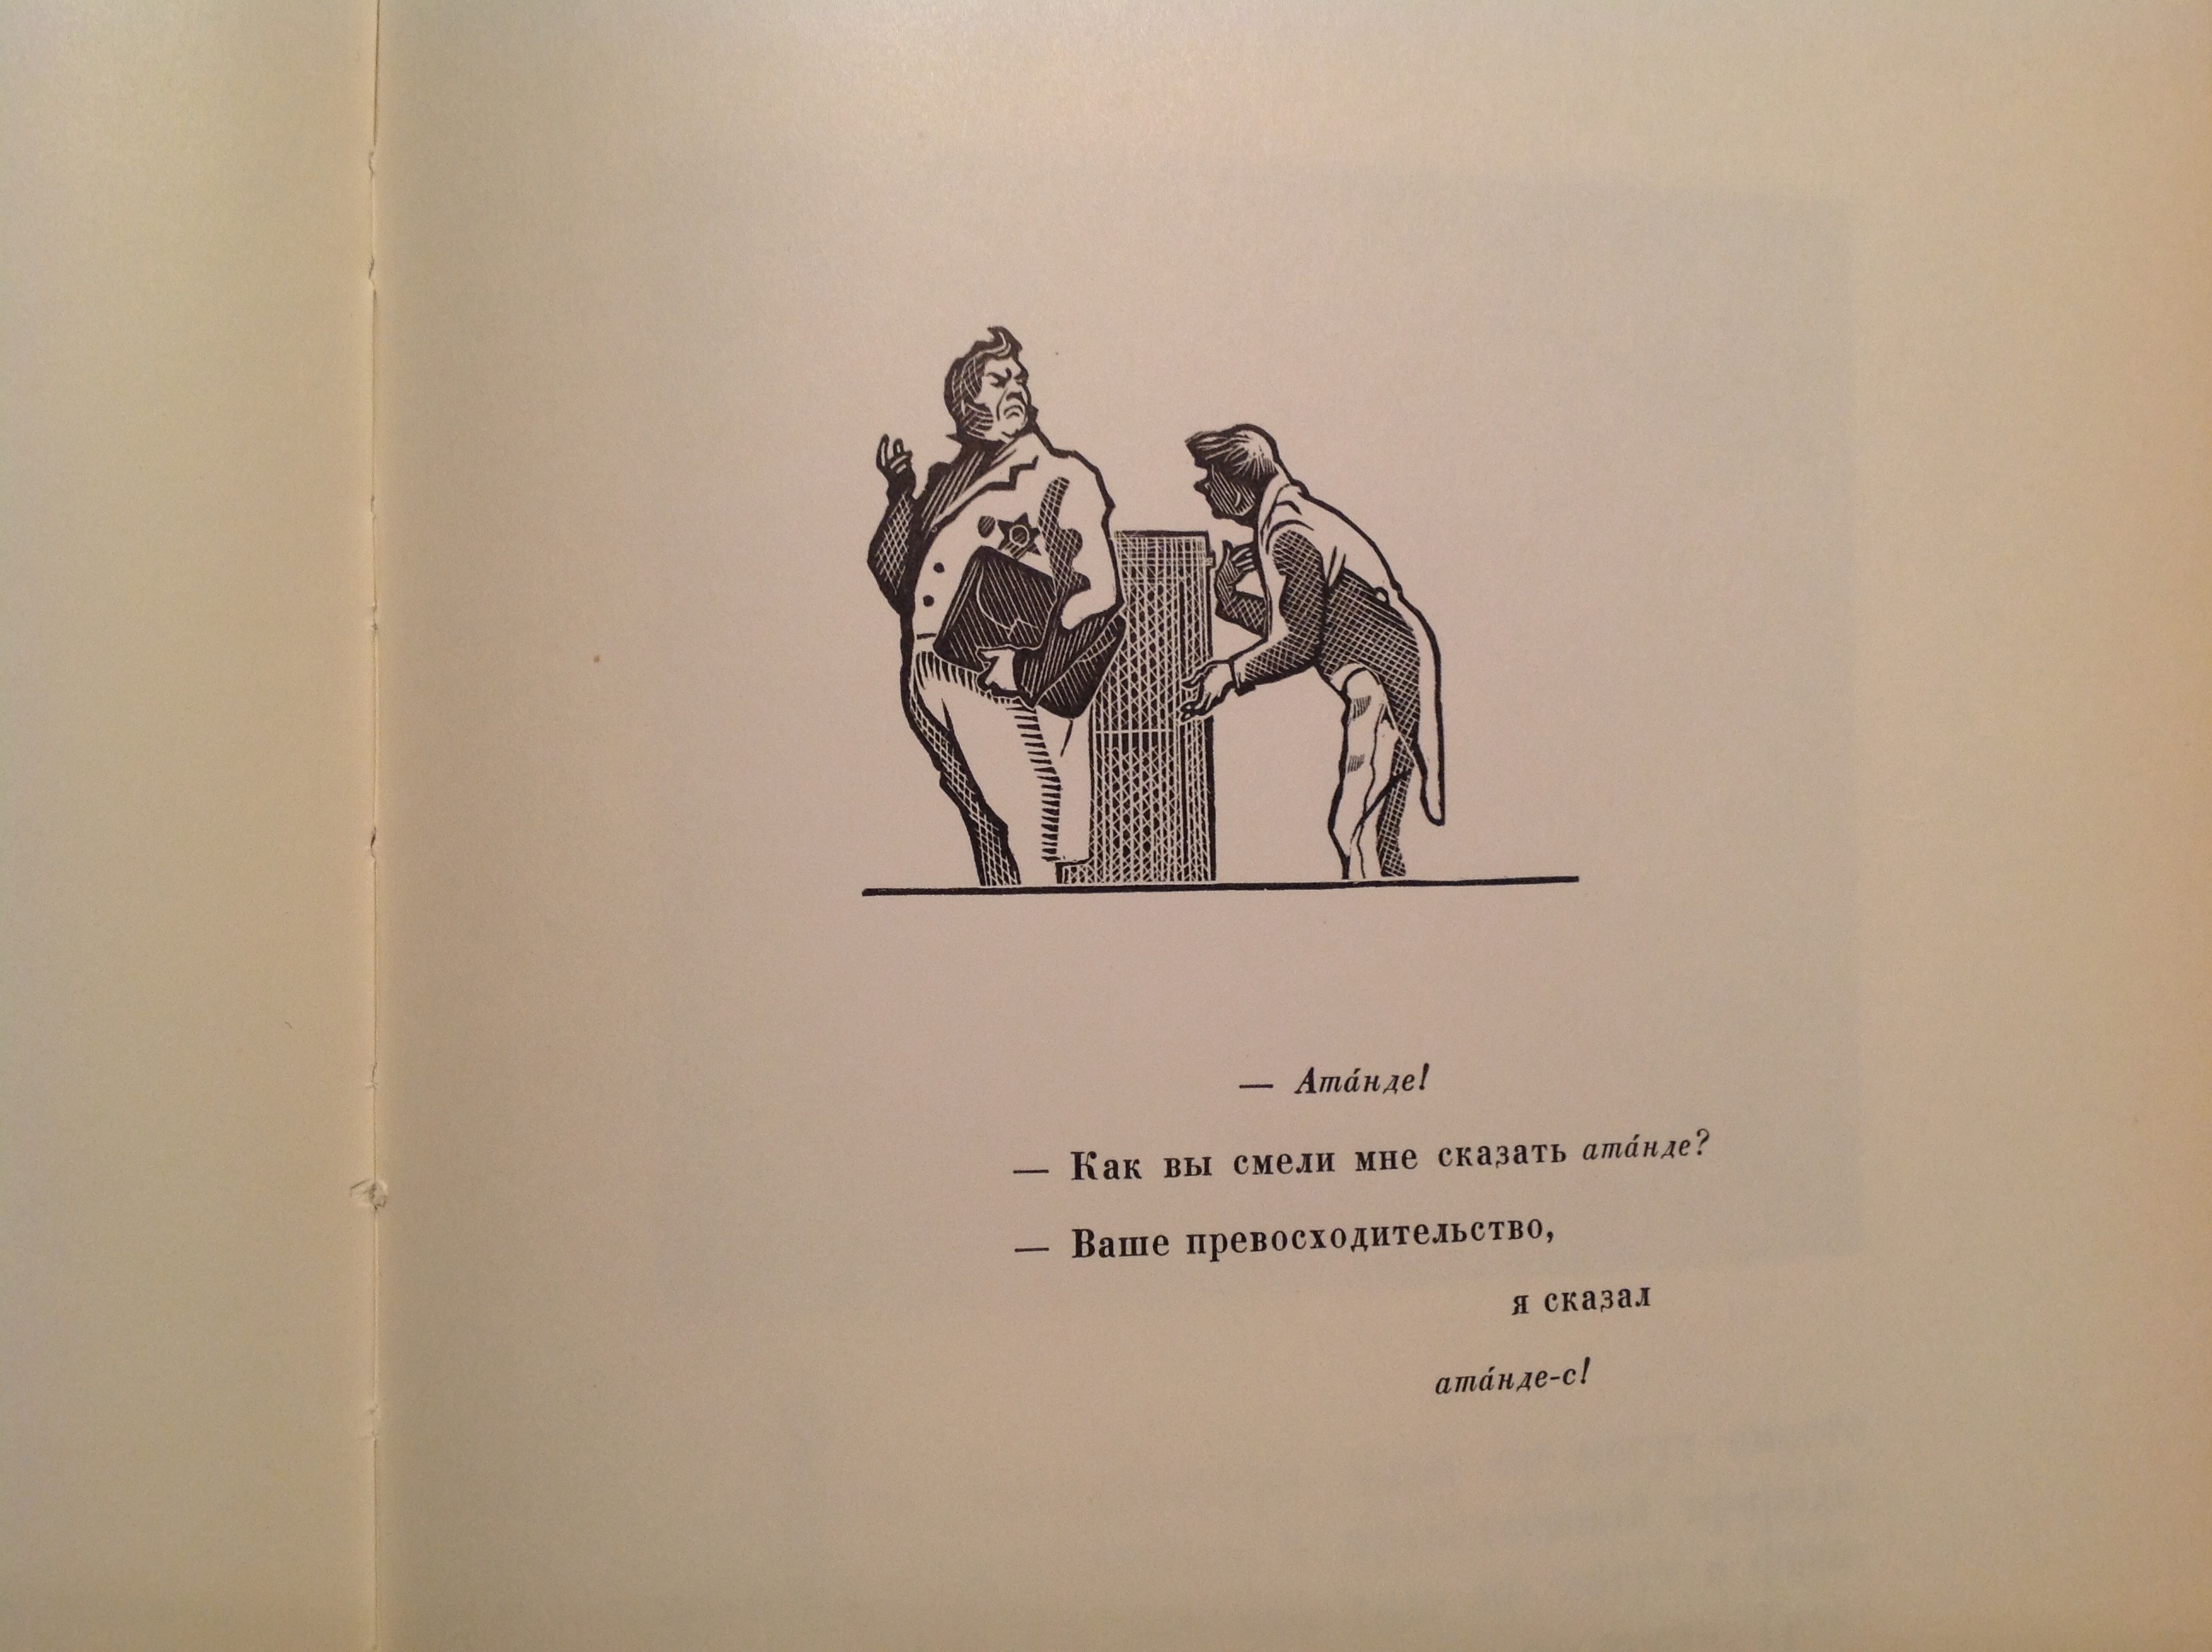 — Ата́нде!
— Как вы смели мне сказать ата́нде?
— Ваше превосходительство,
я сказал
ата́нде-с!